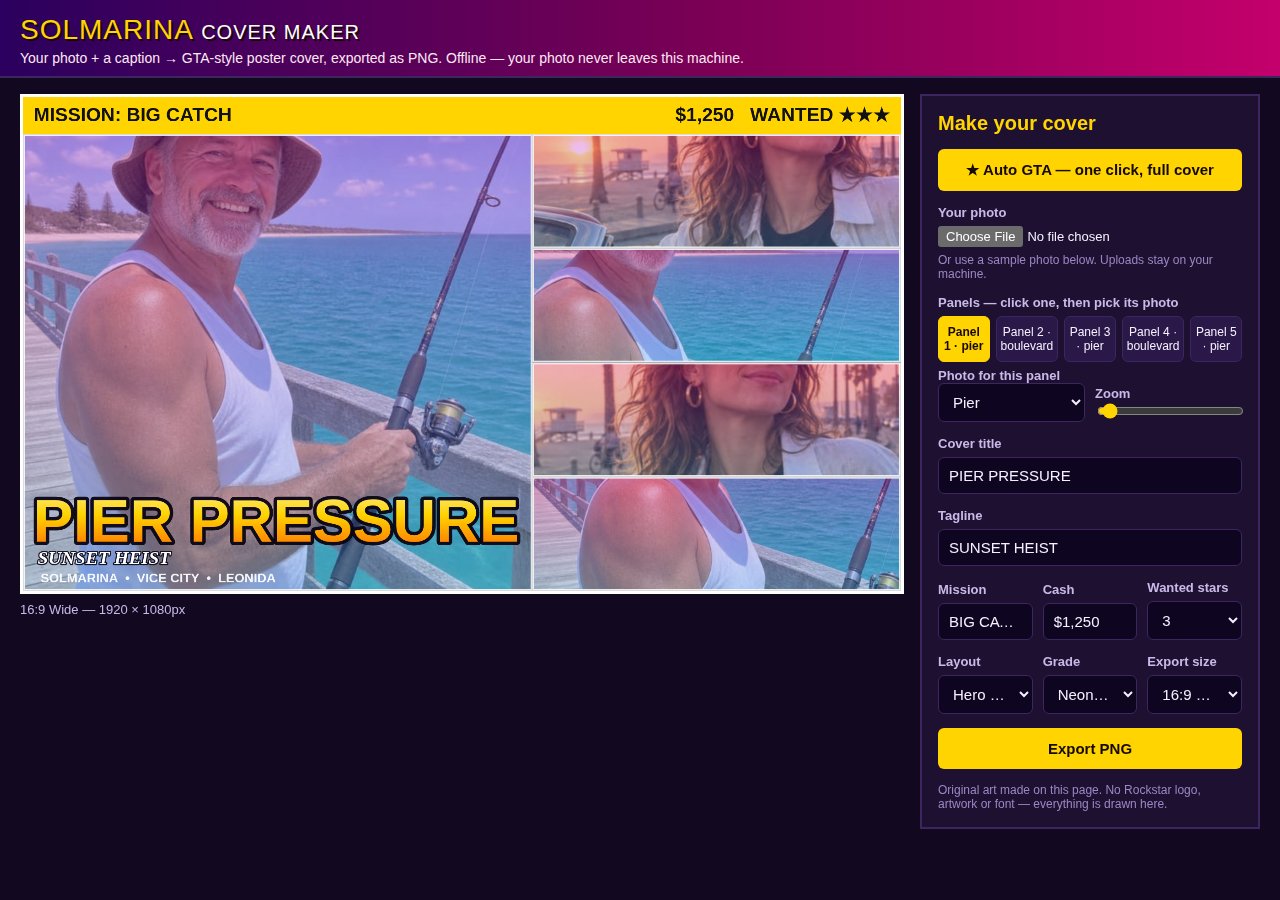 SOLMARINA COVER MAKER
Your photo + a caption → GTA-style poster cover, exported as PNG. Offline — your photo never leaves this machine.
MISSION: BIG CATCH
$1,250 WANTED ★★★
PIER PRESSURE
SUNSET HEIST
SOLMARINA • VICE CITY • LEONIDA
16:9 Wide — 1920 × 1080px
Make your cover
★ Auto GTA — one click, full cover
Your photo
Choose File No file chosen
Or use a sample photo below. Uploads stay on your
machine.
Panels — click one, then pick its photo
Panel
1 · pier
Panel 2 ·
boulevard
Panel 3
· pier
Panel 4 ·
boulevard
Panel 5
· pier
Photo for this panel
Pier
Zoom
Cover title
PIER PRESSURE
Tagline
SUNSET HEIST
Mission
BIG CA…
Cash
$1,250
Wanted stars
3
Layout
Hero …
Grade
Neon…
Export size
16:9 …
Export PNG
Original art made on this page. No Rockstar logo,
artwork or font — everything is drawn here.